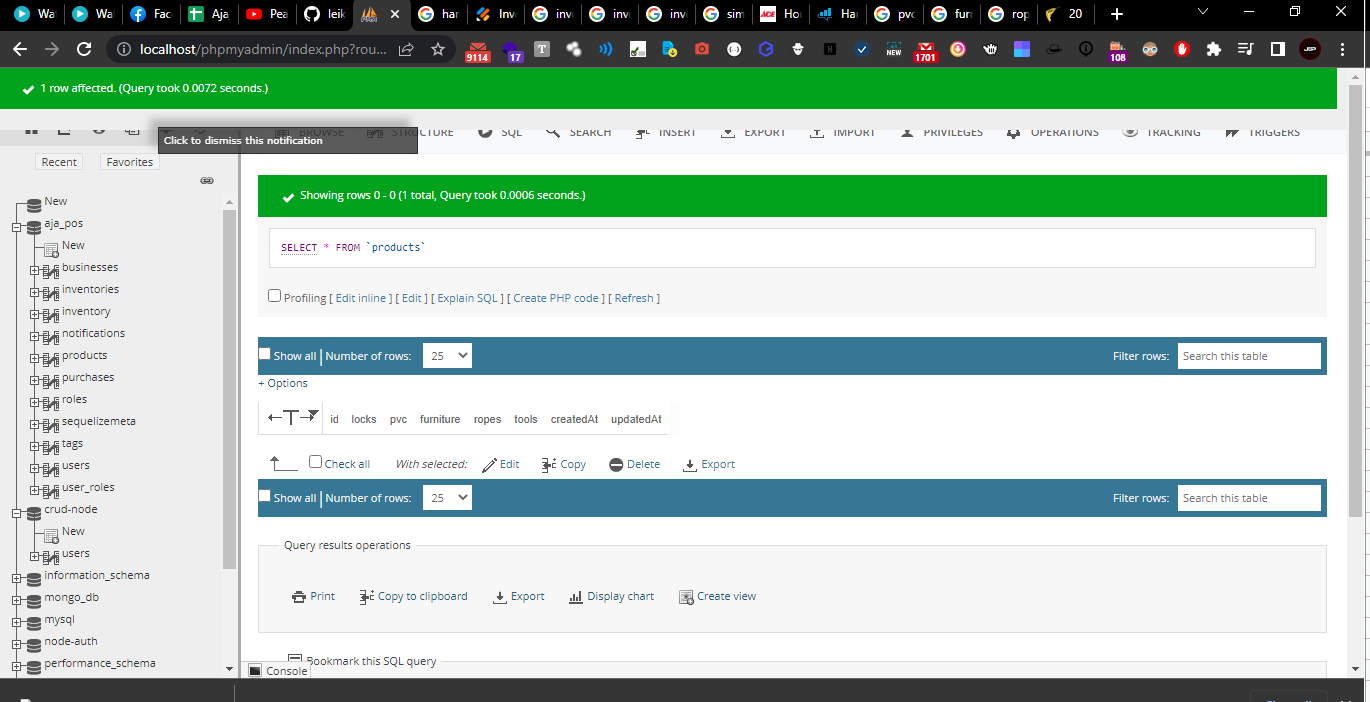 Wa
Wa
Fac
Aja
Pea
leik
har
Inv
inv
inv
inv
sim
ACE
Ho
Ha
pvc
furr
rop
20
localhost/phpmyadmin/index.php?rou...
9114
17
T
H
NEW
1701
108
1 row affected. (Query took 0.0072 seconds.)
Click to dismiss this notification
BROWSE
STRUCTURE
SQL
SEARCH
INSERT
EXPORT
IMPORT
PRIVILEGES
OPERATIONS
TRACKING
TRIGGERS
Recent
Favorites
New
aja_pos
New
businesses
inventories
inventory
notifications
products
purchases
roles
sequelizemeta
tags
users
user_roles
crud-node
New
users
information_schema
mongo_db
mysql
node-auth
performance_schema
Showing rows 0 - 0 (1 total, Query took 0.0006 seconds.)
SELECT * FROM `products`
Profiling [ Edit inline ] [ Edit ] [ Explain SQL ] [ Create PHP code ] [ Refresh ]
Show all | Number of rows: 25 Filter rows: Search this table
+ Options
←T→ id locks pvc furniture ropes tools createdAt updatedAt
Check all With selected: Edit Copy Delete Export
Show all | Number of rows: 25 Filter rows: Search this table
Query results operations
Print Copy to clipboard Export Display chart Create view
Bookmark this SQL query
Console